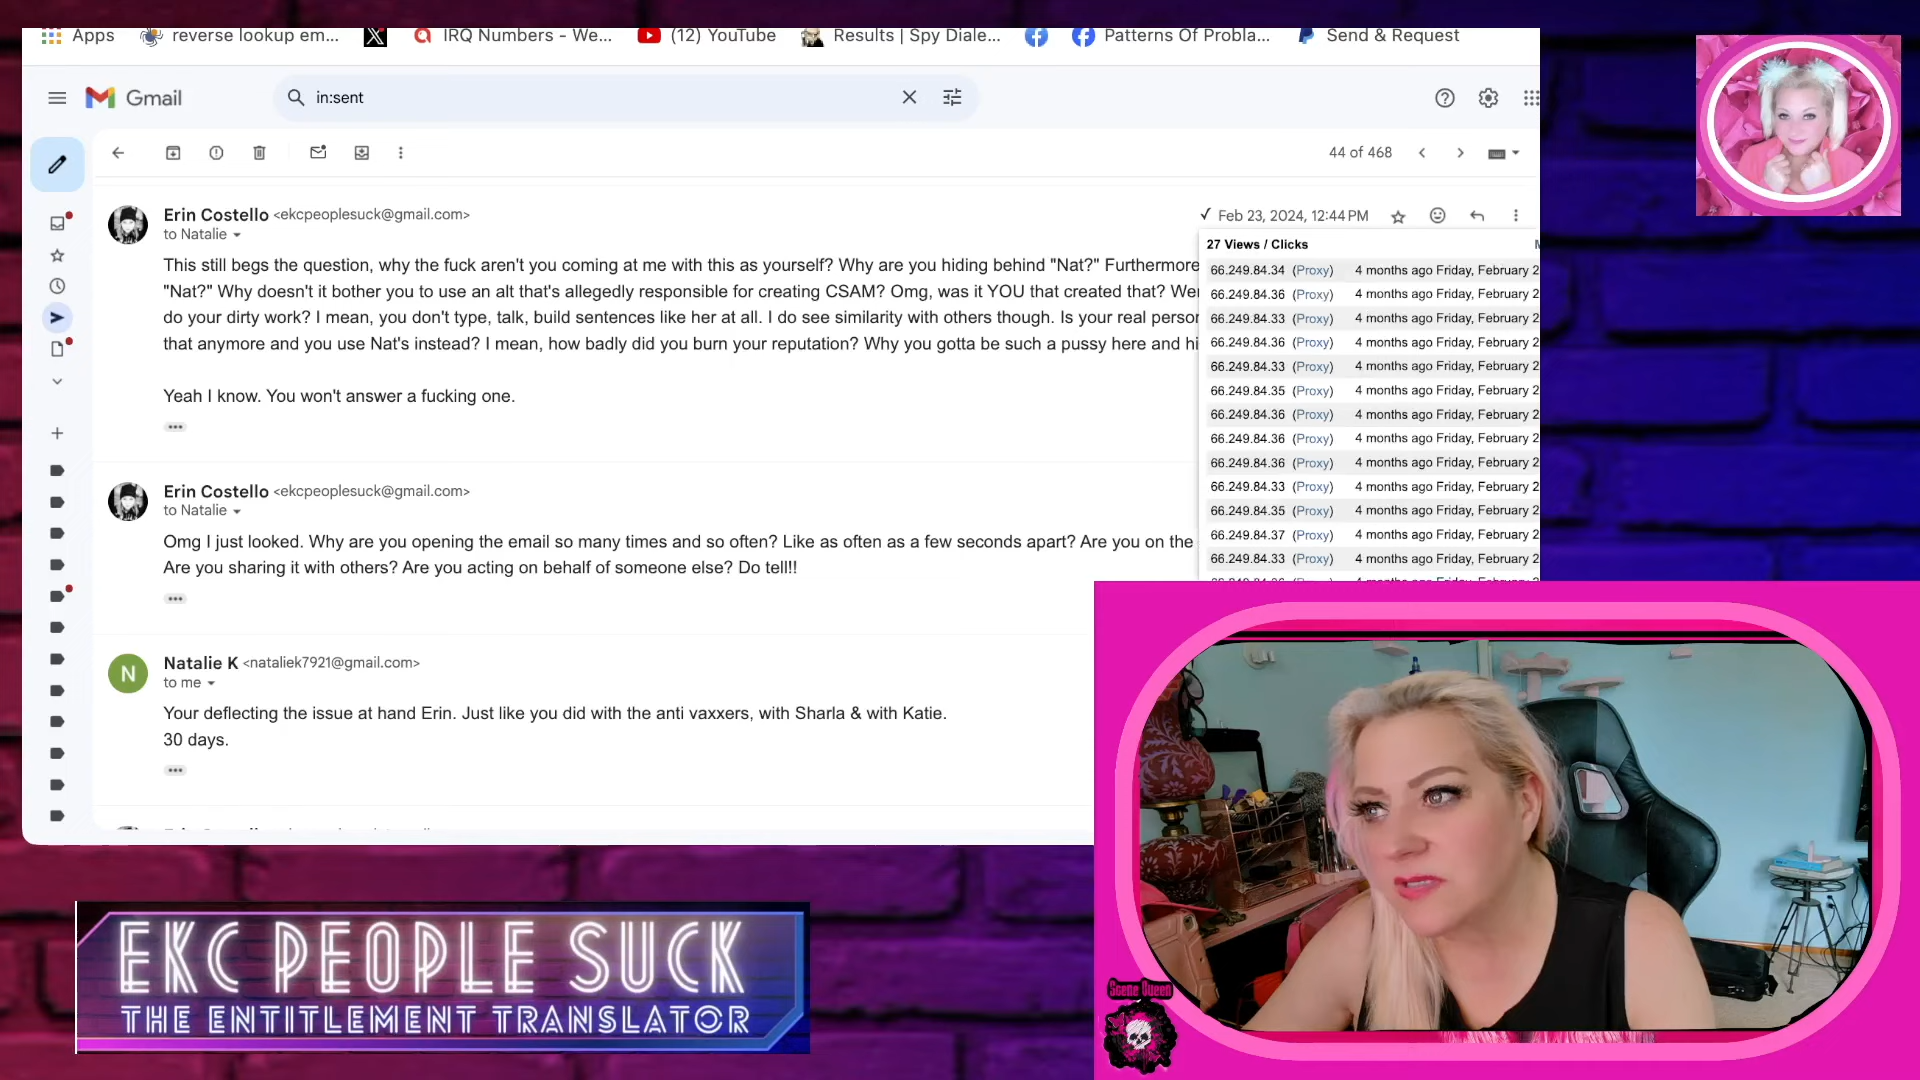 Apps reverse lookup em... IRQ Numbers - We... (12) YouTube Results | Spy Diale... Patterns Of Probla... Send & Request
Gmail in:sent
44 of 468
Erin Costello <ekcpeoplesuck@gmail.com> Feb 23, 2024, 12:44 PM
to Natalie
27 Views / Clicks
This still begs the question, why the fuck aren't you coming at me with this as yourself? Why are you hiding behind "Nat?" Furthermore
"Nat?" Why doesn't it bother you to use an alt that's allegedly responsible for creating CSAM? Omg, was it YOU that created that?
do your dirty work? I mean, you don't type, talk, build sentences like her at all. I do see similarity with others though. Is your real
that anymore and you use Nat's instead? I mean, how badly did you burn your reputation? Why you gotta be such a pussy here and
Yeah I know. You won't answer a fucking one.
66.249.84.34 (Proxy) 4 months ago Friday, February 2
66.249.84.36 (Proxy) 4 months ago Friday, February 2
66.249.84.33 (Proxy) 4 months ago Friday, February 2
66.249.84.36 (Proxy) 4 months ago Friday, February 2
66.249.84.33 (Proxy) 4 months ago Friday, February 2
66.249.84.35 (Proxy) 4 months ago Friday, February 2
66.249.84.36 (Proxy) 4 months ago Friday, February 2
66.249.84.36 (Proxy) 4 months ago Friday, February 2
66.249.84.36 (Proxy) 4 months ago Friday, February 2
66.249.84.33 (Proxy) 4 months ago Friday, February 2
66.249.84.35 (Proxy) 4 months ago Friday, February 2
66.249.84.37 (Proxy) 4 months ago Friday, February 2
66.249.84.33 (Proxy) 4 months ago Friday, February 2
Erin Costello <ekcpeoplesuck@gmail.com>
to Natalie
Omg I just looked. Why are you opening the email so many times and so often? Like as often as a few seconds apart? Are you on the
Are you sharing it with others? Are you acting on behalf of someone else? Do tell!!
Natalie K <nataliek7921@gmail.com>
N
to me
Your deflecting the issue at hand Erin. Just like you did with the anti vaxxers, with Sharla & with Katie.
30 days.
EKC PEOPLE SUCK
THE ENTITLEMENT TRANSLATOR
Scene Queen